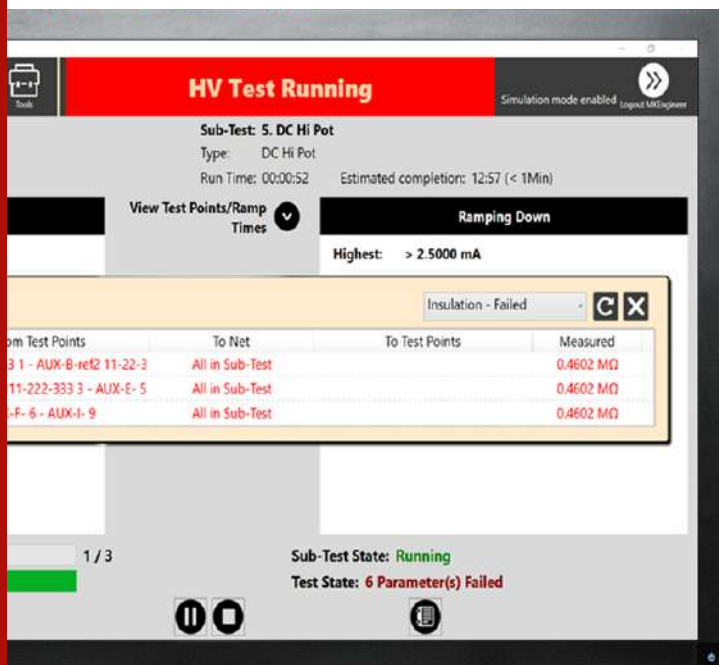 HV Test Running
Tools
Simulation mode enabled
Logout MKEngineer
Sub-Test: 5. DC Hi Pot
Type: DC Hi Pot
Run Time: 00:00:52 Estimated completion: 12:57 (< 1Min)
View Test Points/Ramp
Times
Ramping Down
Highest: > 2.5000 mA
Insulation - Failed
om Test Points To Net To Test Points Measured
3 1 - AUX-B-ref2 11-22-3 All in Sub-Test 0.4602 MΩ
11-222-333 3 - AUX-E- 5 All in Sub-Test 0.4602 MΩ
-F- 6 - AUX-I- 9 All in Sub-Test 0.4602 MΩ
1 / 3
Sub-Test State: Running
Test State: 6 Parameter(s) Failed